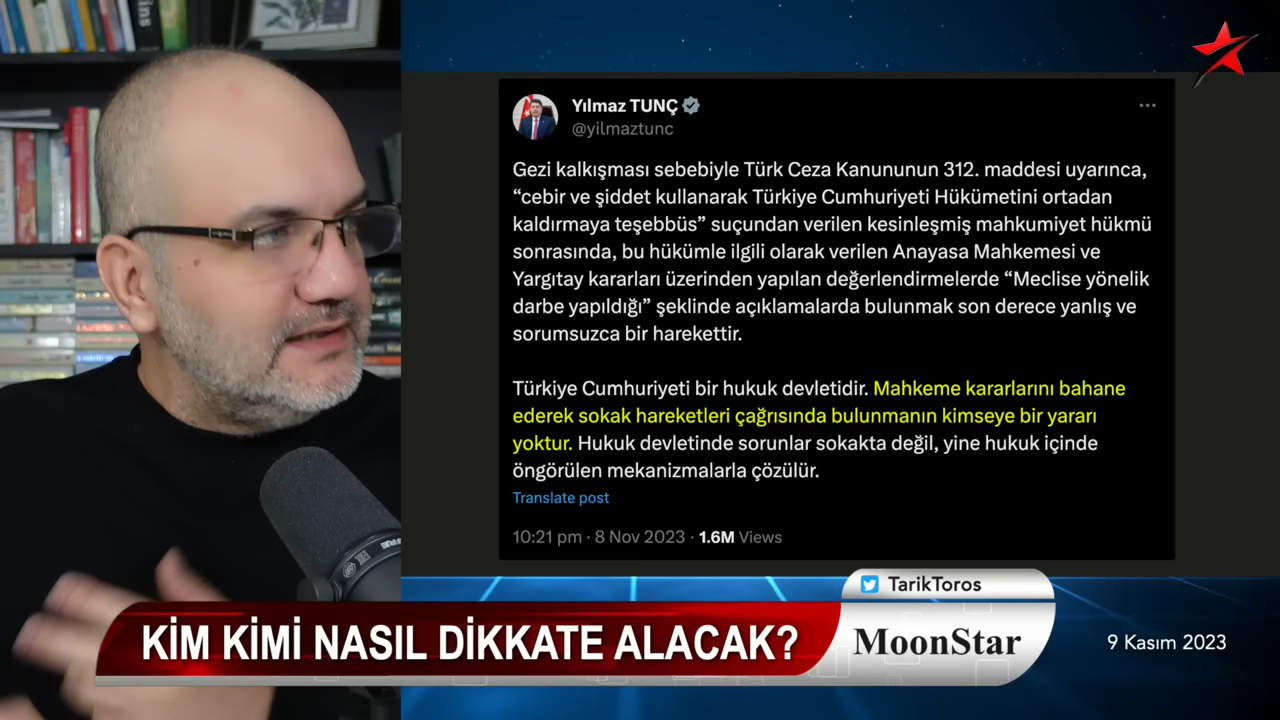 Yılmaz TUNÇ
@yilmaztunc
Gezi kalkışması sebebiyle Türk Ceza Kanununun 312. maddesi uyarınca,
“cebir ve şiddet kullanarak Türkiye Cumhuriyeti Hükümetini ortadan
kaldırmaya teşebbüs” suçundan verilen kesinleşmiş mahkumiyet hükmü
sonrasında, bu hükümle ilgili olarak verilen Anayasa Mahkemesi ve
Yargıtay kararları üzerinden yapılan değerlendirmelerde “Meclise yönelik
darbe yapıldığı” şeklinde açıklamalarda bulunmak son derece yanlış ve
sorumsuzca bir harekettir.
Türkiye Cumhuriyeti bir hukuk devletidir. Mahkeme kararlarını bahane
ederek sokak hareketleri çağrısında bulunmanın kimseye bir yararı
yoktur. Hukuk devletinde sorunlar sokakta değil, yine hukuk içinde
öngörülen mekanizmalarla çözülür.
Translate post
10:21 pm · 8 Nov 2023 · 1.6M Views
TarikToros
KİM KİMİ NASIL DİKKATE ALACAK?
MoonStar
9 Kasım 2023